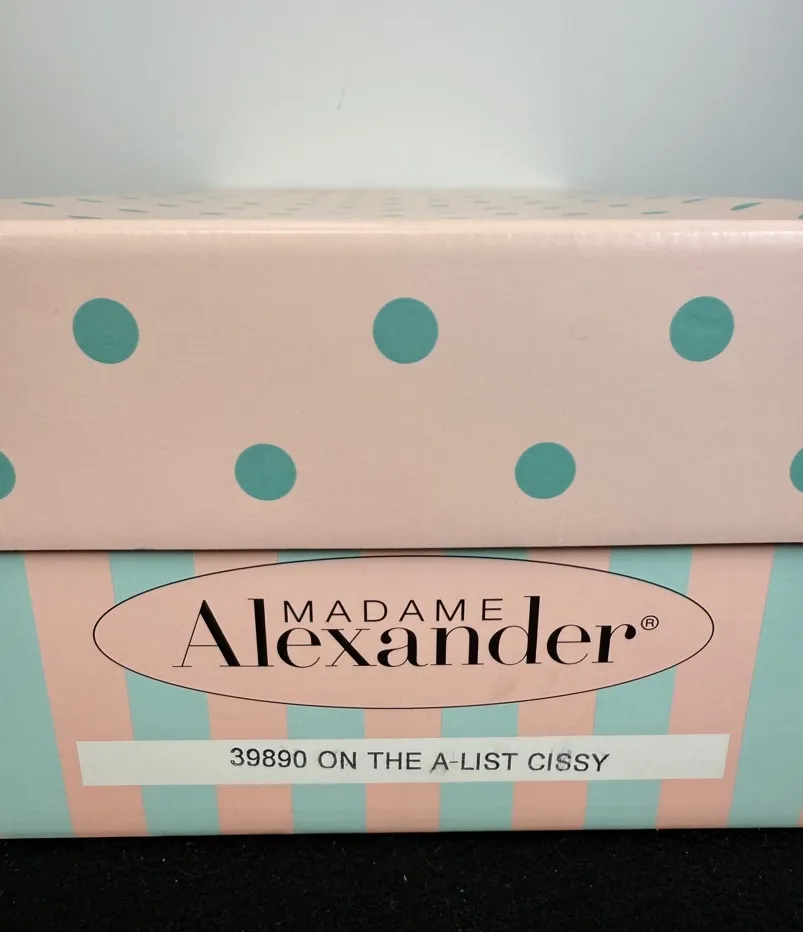 MADAME
Alexander®
39890 ON THE A-LIST CISSY